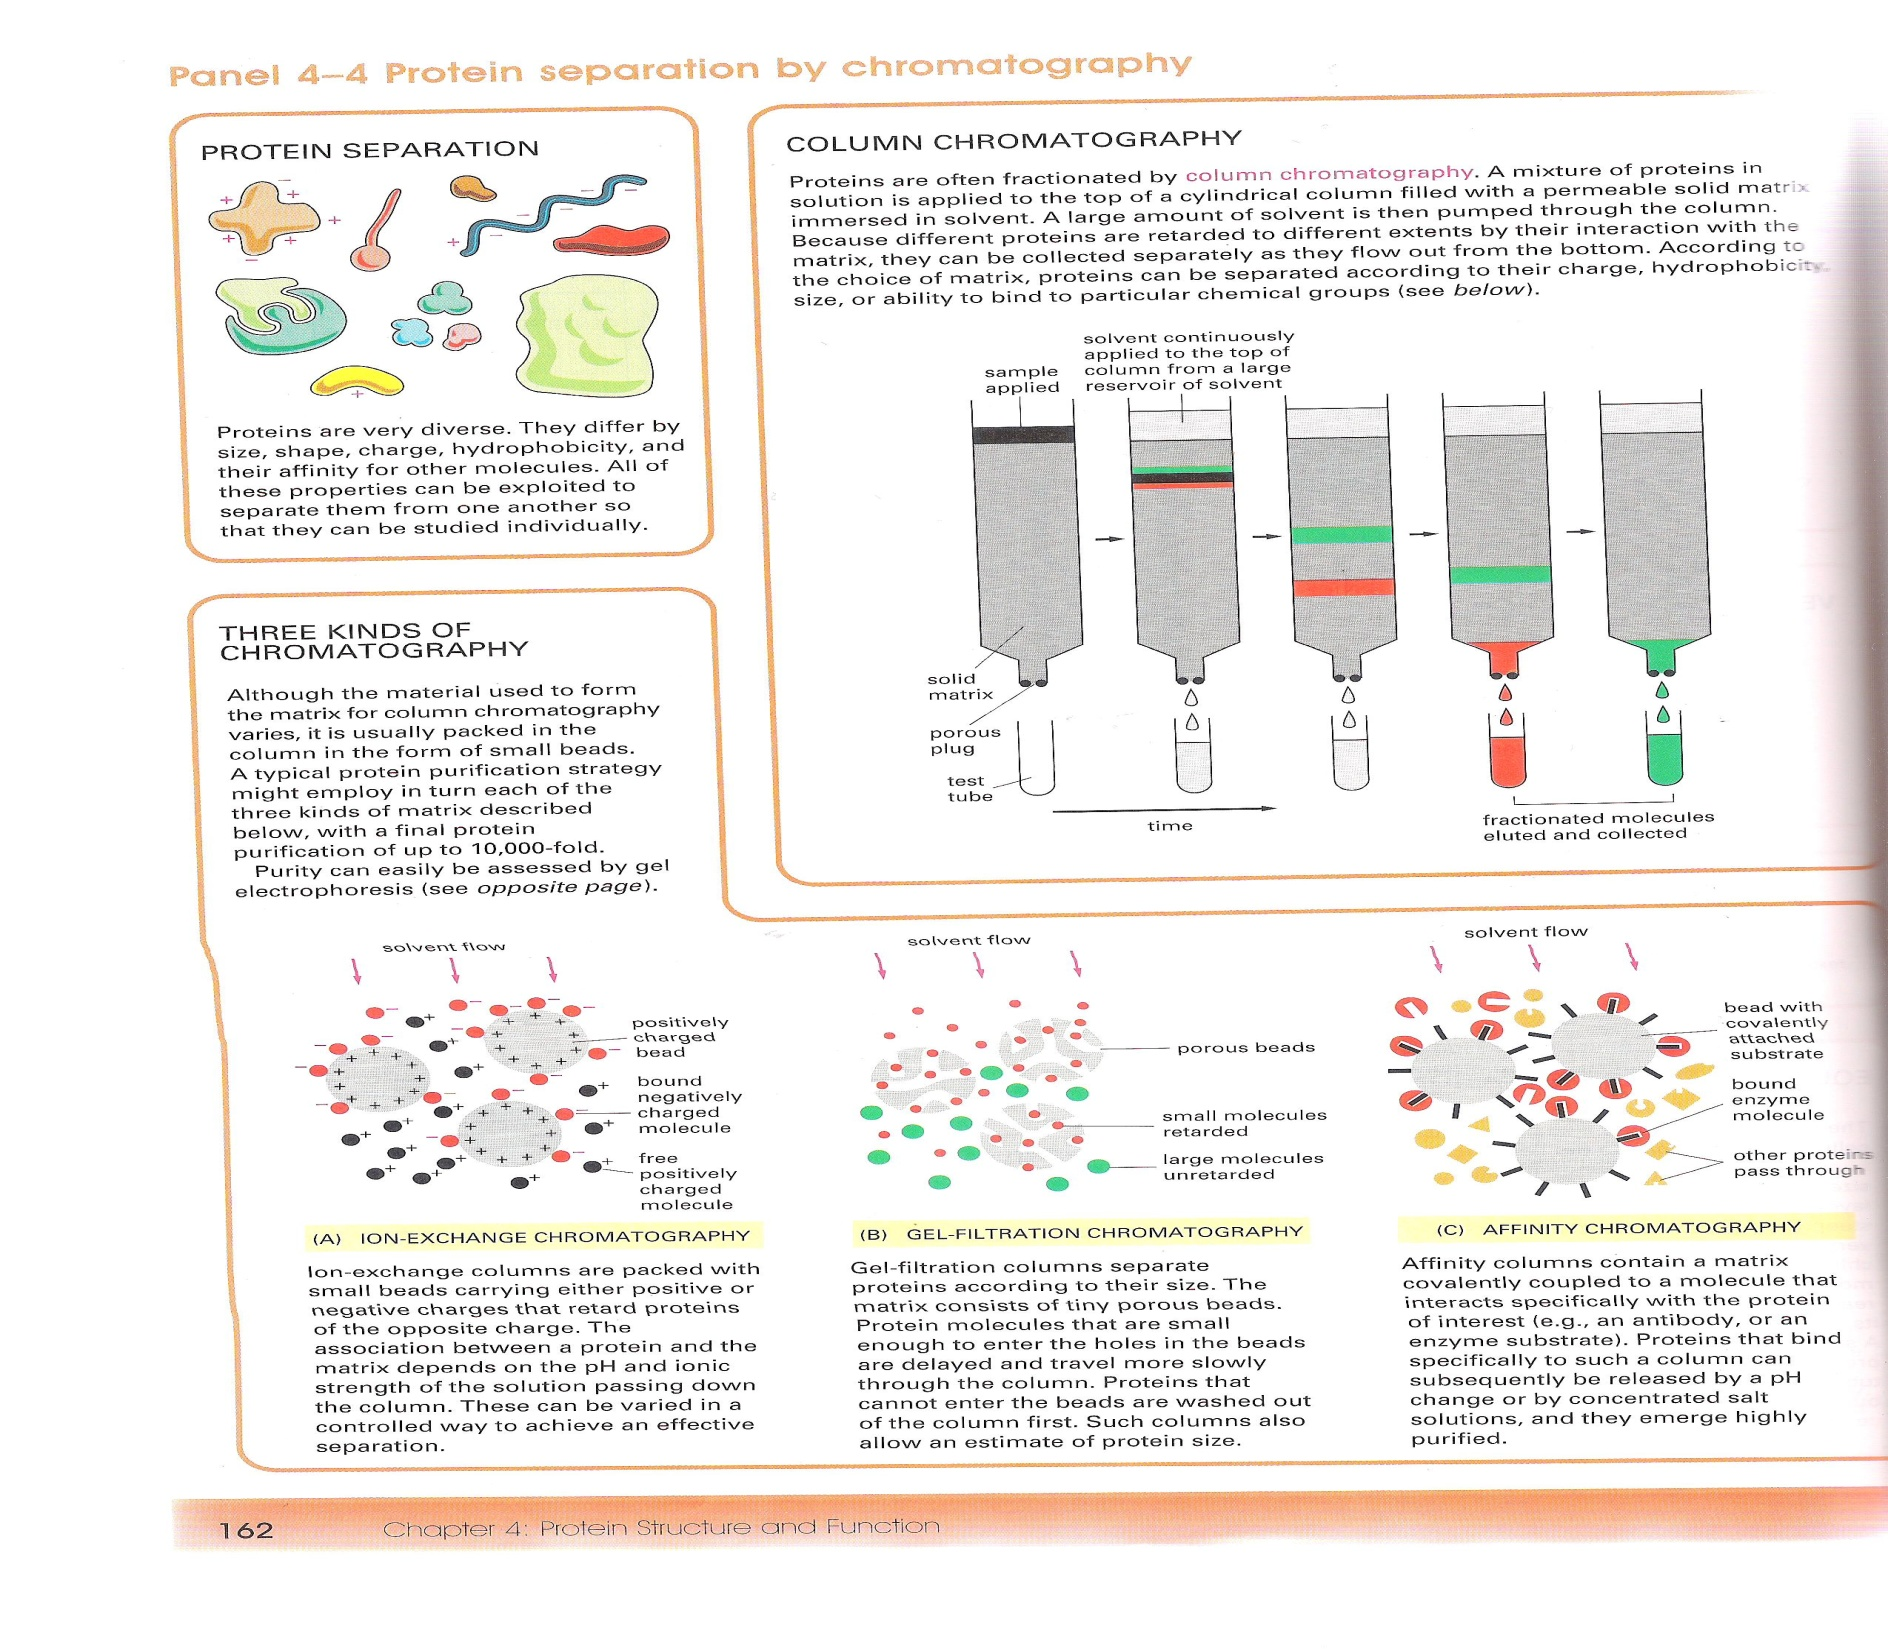 Panel 4–4 Protein separation by chromatography
PROTEIN SEPARATION
Proteins are very diverse. They differ by
size, shape, charge, hydrophobicity, and
their affinity for other molecules. All of
these properties can be exploited to
separate them from one another so
that they can be studied individually.
COLUMN CHROMATOGRAPHY
Proteins are often fractionated by column chromatography. A mixture of proteins in
solution is applied to the top of a cylindrical column filled with a permeable solid matrix
immersed in solvent. A large amount of solvent is then pumped through the column.
Because different proteins are retarded to different extents by their interaction with the
matrix, they can be collected separately as they flow out from the bottom. According to
the choice of matrix, proteins can be separated according to their charge, hydrophobicity,
size, or ability to bind to particular chemical groups (see below).
sample
applied
solvent continuously
applied to the top of
column from a large
reservoir of solvent
solid
matrix
porous
plug
test
tube
time
fractionated molecules
eluted and collected
THREE KINDS OF
CHROMATOGRAPHY
Although the material used to form
the matrix for column chromatography
varies, it is usually packed in the
column in the form of small beads.
A typical protein purification strategy
might employ in turn each of the
three kinds of matrix described
below, with a final protein
purification of up to 10,000-fold.
Purity can easily be assessed by gel
electrophoresis (see opposite page).
solvent flow
positively
charged
bead
bound
negatively
charged
molecule
free
positively
charged
molecule
(A) ION-EXCHANGE CHROMATOGRAPHY
Ion-exchange columns are packed with
small beads carrying either positive or
negative charges that retard proteins
of the opposite charge. The
association between a protein and the
matrix depends on the pH and ionic
strength of the solution passing down
the column. These can be varied in a
controlled way to achieve an effective
separation.
solvent flow
porous beads
small molecules
retarded
large molecules
unretarded
(B) GEL-FILTRATION CHROMATOGRAPHY
Gel-filtration columns separate
proteins according to their size. The
matrix consists of tiny porous beads.
Protein molecules that are small
enough to enter the holes in the beads
are delayed and travel more slowly
through the column. Proteins that
cannot enter the beads are washed out
of the column first. Such columns also
allow an estimate of protein size.
solvent flow
bead with
covalently
attached
substrate
bound
enzyme
molecule
other proteins
pass through
(C) AFFINITY CHROMATOGRAPHY
Affinity columns contain a matrix
covalently coupled to a molecule that
interacts specifically with the protein
of interest (e.g., an antibody, or an
enzyme substrate). Proteins that bind
specifically to such a column can
subsequently be released by a pH
change or by concentrated salt
solutions, and they emerge highly
purified.
162 Chapter 4: Protein Structure and Function